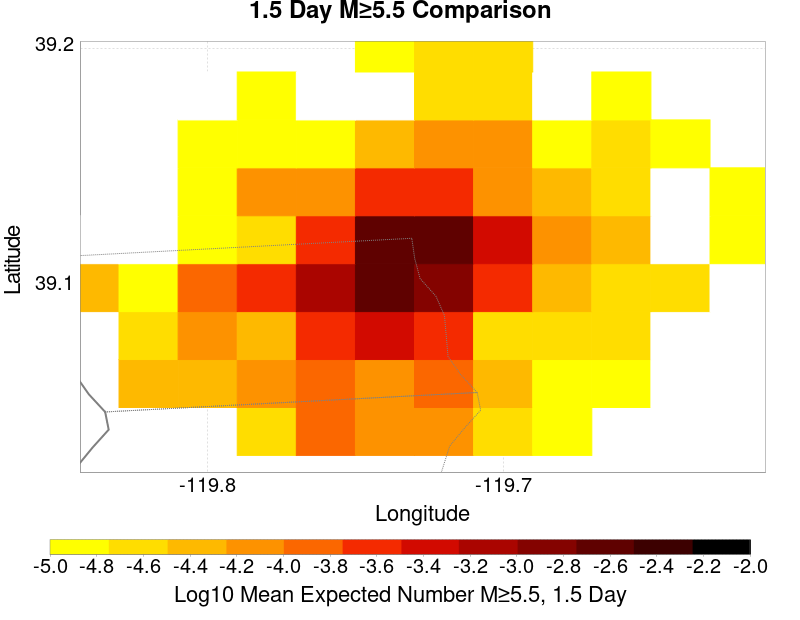 1.5 Day M≥5.5 Comparison
39.2
39.1
Latitude
-119.8 -119.7
Longitude
-5.0 -4.8 -4.6 -4.4 -4.2 -4.0 -3.8 -3.6 -3.4 -3.2 -3.0 -2.8 -2.6 -2.4 -2.2 -2.0
Log10 Mean Expected Number M≥5.5, 1.5 Day